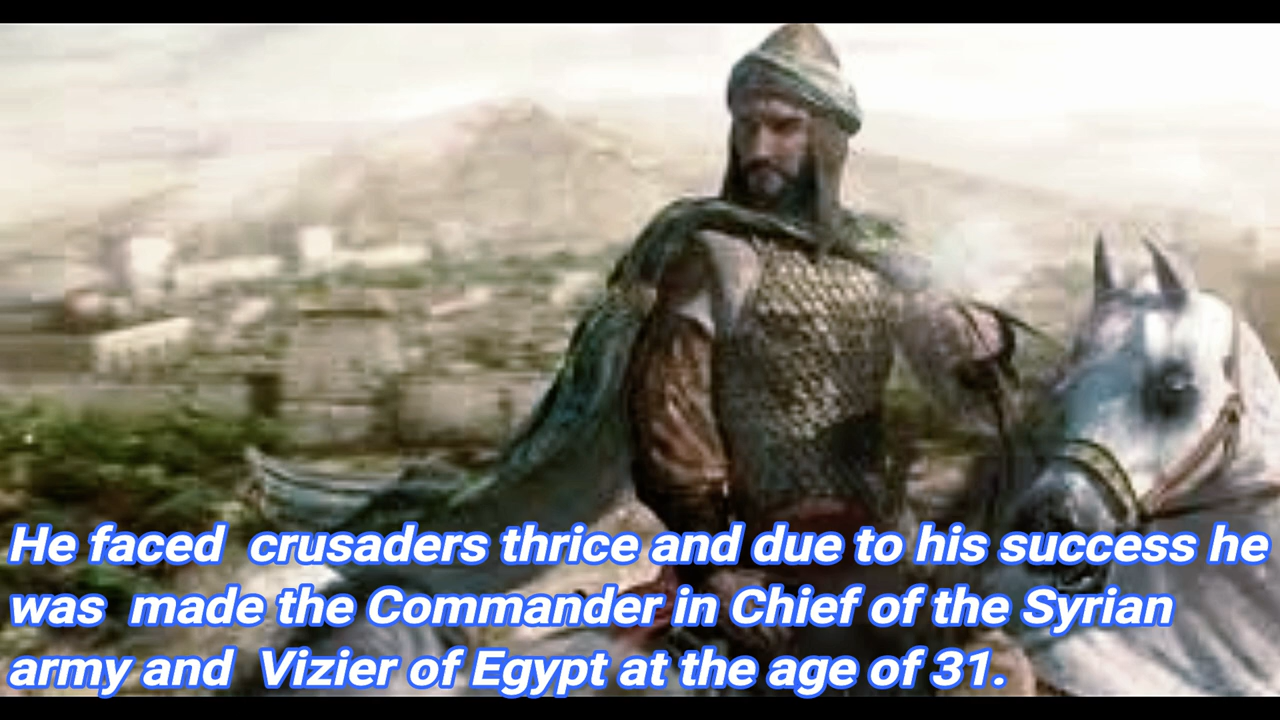 He faced crusaders thrice and due to his success he
was made the Commander in Chief of the Syrian
army and Vizier of Egypt at the age of 31.